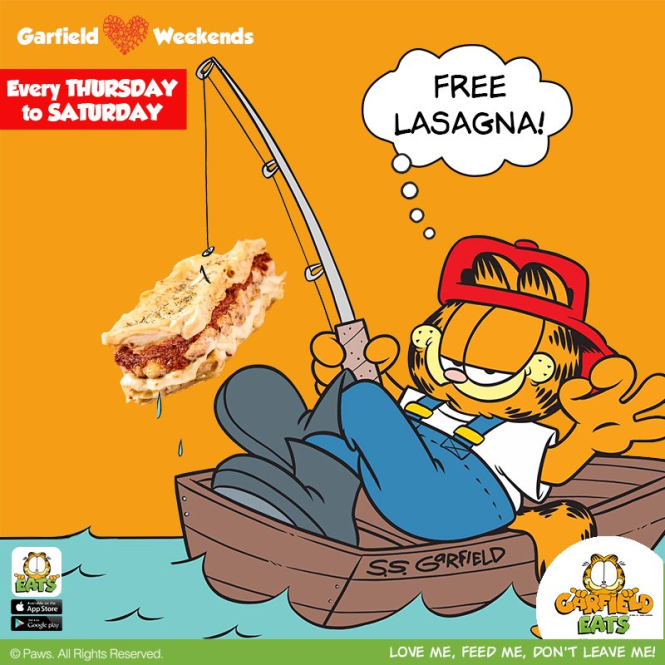 Garfield Weekends
Every THURSDAY
to SATURDAY
FREE
LASAGNA!
S.S. GARFIELD
EATS
App Store
Google play
GARFIELD
EATS
© Paws. All Rights Reserved.
LOVE ME, FEED ME, DON'T LEAVE ME!